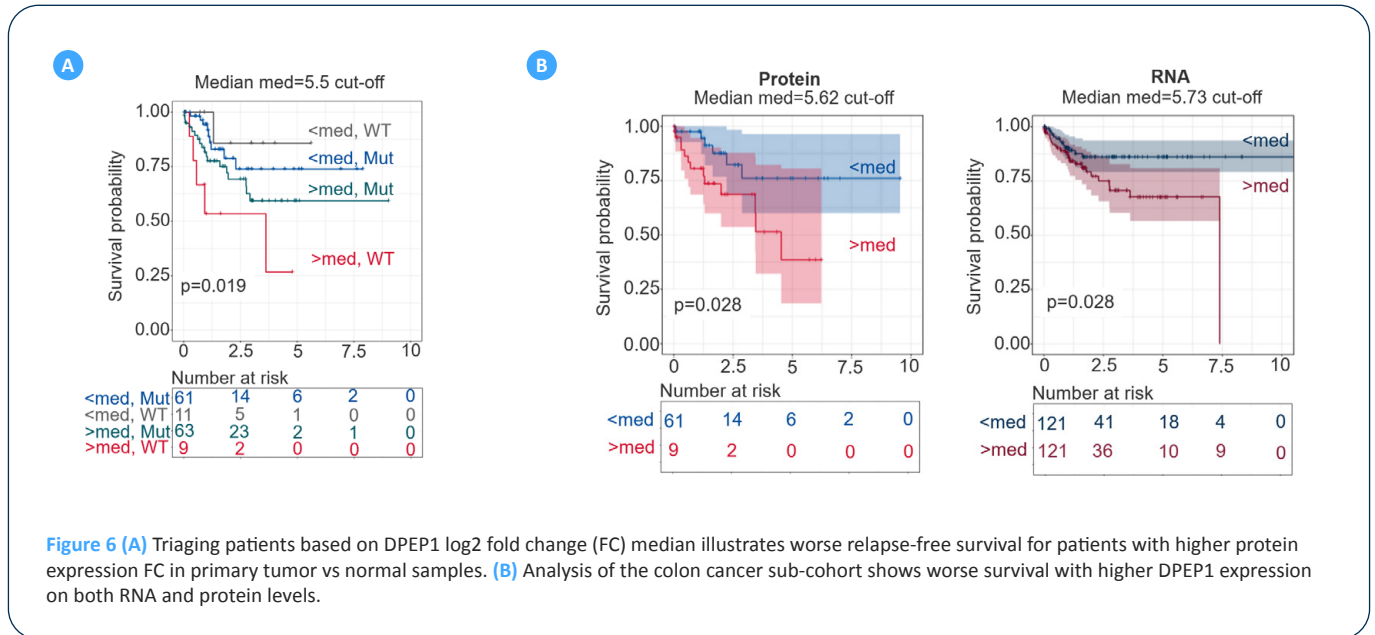 A
Median med=5.5 cut-off
Survival probability
1.00
0.75
0.50
0.25
0.00
<med, WT
<med, Mut
>med, Mut
>med, WT
p=0.019
0 2.5 5 7.5 10
Number at risk
<med, Mut 61 14 6 2 0
<med, WT 11 5 1 0 0
>med, Mut 63 23 2 1 0
>med, WT 9 2 0 0 0
B
Protein
Median med=5.62 cut-off
Survival probability
1.00
0.75
0.50
0.25
0.00
<med
>med
p=0.028
0 2.5 5 7.5 10
Number at risk
<med 61 14 6 2 0
>med 9 2 0 0 0
RNA
Median med=5.73 cut-off
Survival probability
1.00
0.75
0.50
0.25
0.00
<med
>med
p=0.028
0 2.5 5 7.5 10
Number at risk
<med 121 41 18 4 0
>med 121 36 10 9 0
Figure 6 (A) Triaging patients based on DPEP1 log2 fold change (FC) median illustrates worse relapse-free survival for patients with higher protein
expression FC in primary tumor vs normal samples. (B) Analysis of the colon cancer sub-cohort shows worse survival with higher DPEP1 expression
on both RNA and protein levels.